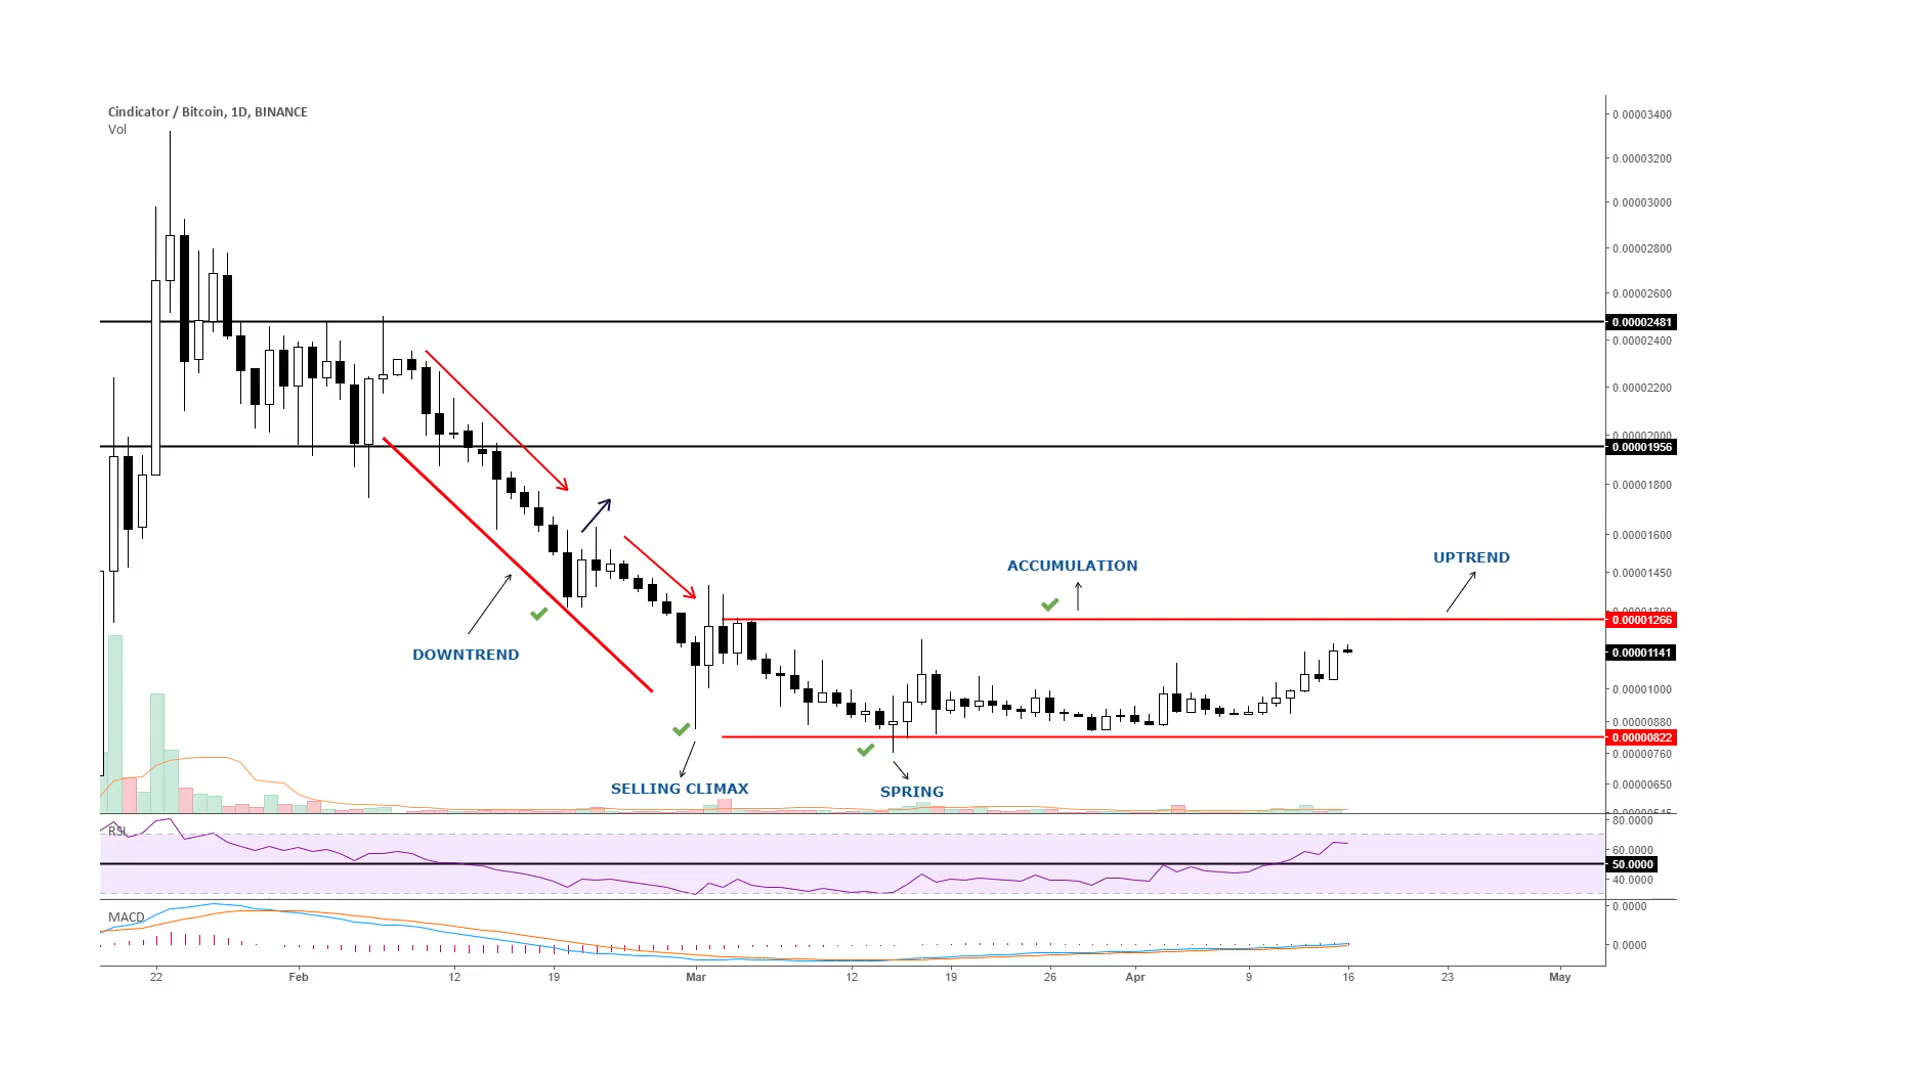 Cindicator / Bitcoin, 1D, BINANCE
Vol
0.00003400
0.00003200
0.00003000
0.00002800
0.00002600
0.00002481
0.00002400
0.00002200
0.00002000
0.00001956
0.00001800
0.00001600
UPTREND
ACCUMULATION
0.00001450
0.00001266
DOWNTREND
0.00001141
0.00001000
0.00000880
0.00000822
0.00000760
SELLING CLIMAX
SPRING
0.00000650
80.0000
RSI
60.0000
50.0000
40.0000
0.0000
MACD
0.0000
22 Feb 12 19 Mar 12 19 26 Apr 9 16 23 May